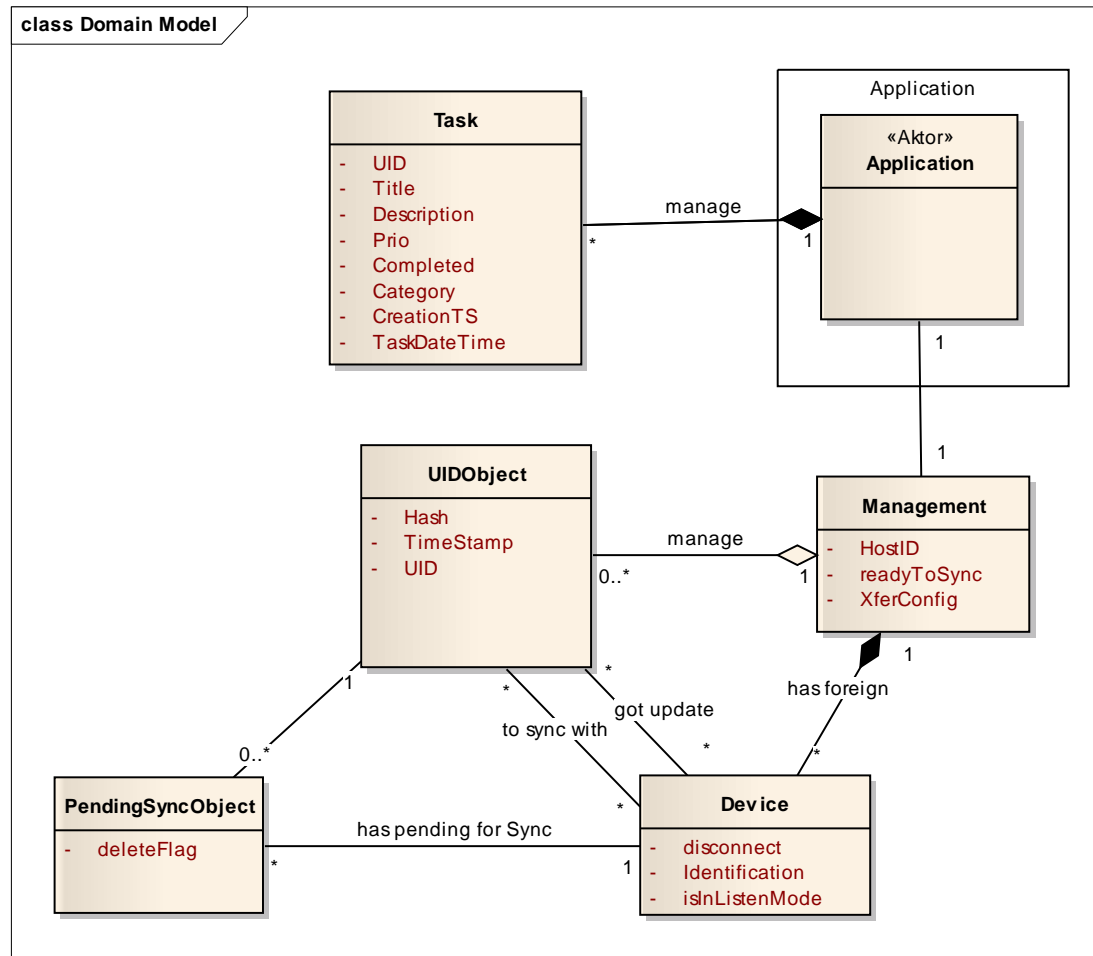 class Domain Model
Application
«Aktor»
Application
Task
- UID
- Title
- Description
- Prio
- Completed
- Category
- CreationTS
- TaskDateTime
manage
*
1
1
1
UIDObject
- Hash
- TimeStamp
- UID
manage
0..*
1
Management
- HostID
- readyToSync
- XferConfig
1
has foreign
*
1
0..*
*
to sync with
*
*
got update
*
PendingSyncObject
- deleteFlag
has pending for Sync
*
1
Device
- disconnect
- Identification
- isInListenMode